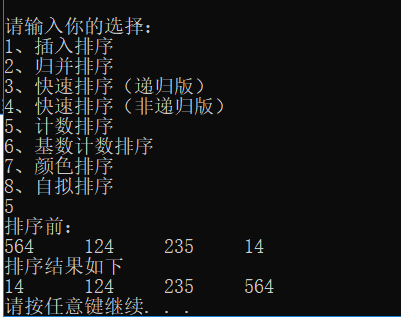 请输入你的选择:
1、插入排序
2、归并排序
3、快速排序（递归版）
4、快速排序（非递归版）
5、计数排序
6、基数计数排序
7、颜色排序
8、自拟排序
5
排序前:
564 124 235 14
排序结果如下
14 124 235 564
请按任意键继续. . .